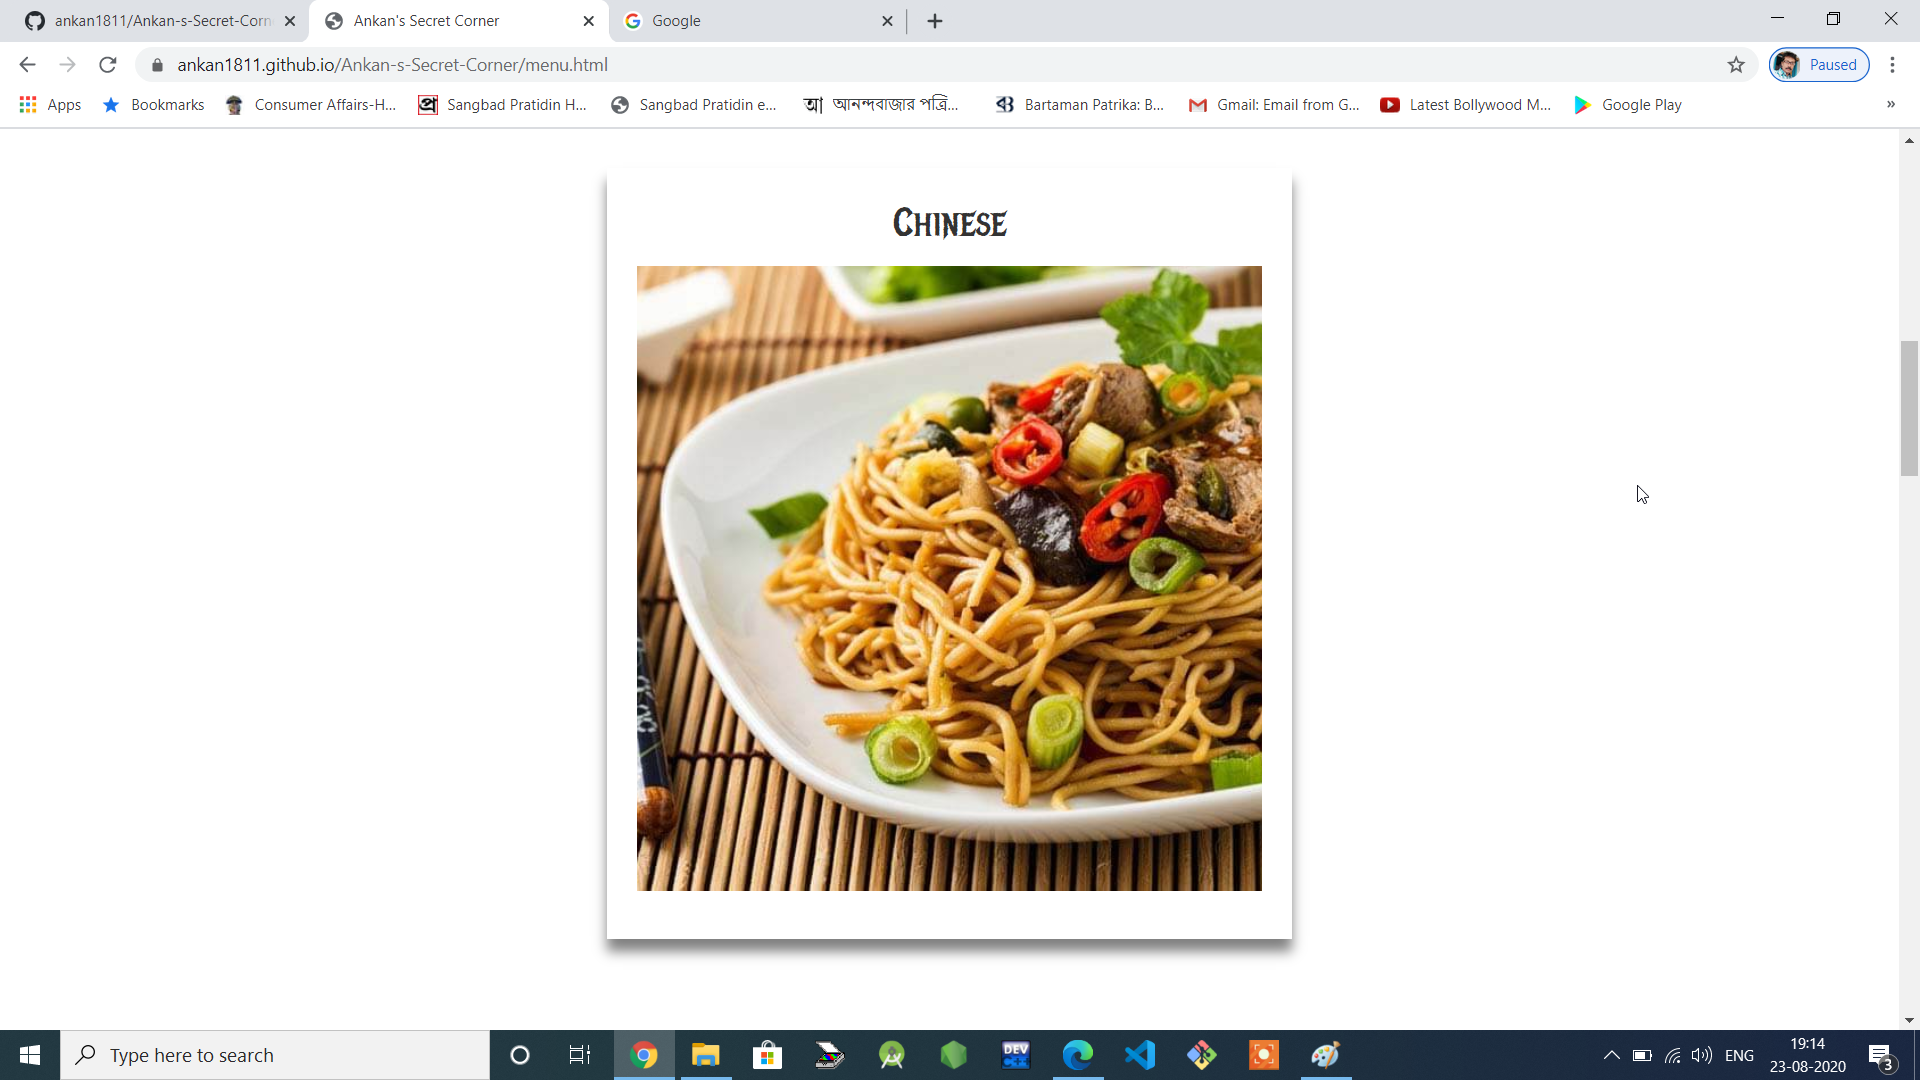 ankan1811/Ankan-s-Secret-Corn
Ankan's Secret Corner
Google
ankan1811.github.io/Ankan-s-Secret-Corner/menu.html
Paused
Apps
Bookmarks
Consumer Affairs-H...
Sangbad Pratidin H...
Sangbad Pratidin e...
আনন্দবাজার পত্রি...
Bartaman Patrika: B...
Gmail: Email from G...
Latest Bollywood M...
Google Play
»
CHINESE
Type here to search
DEV C++
ENG
19:14
23-08-2020
3